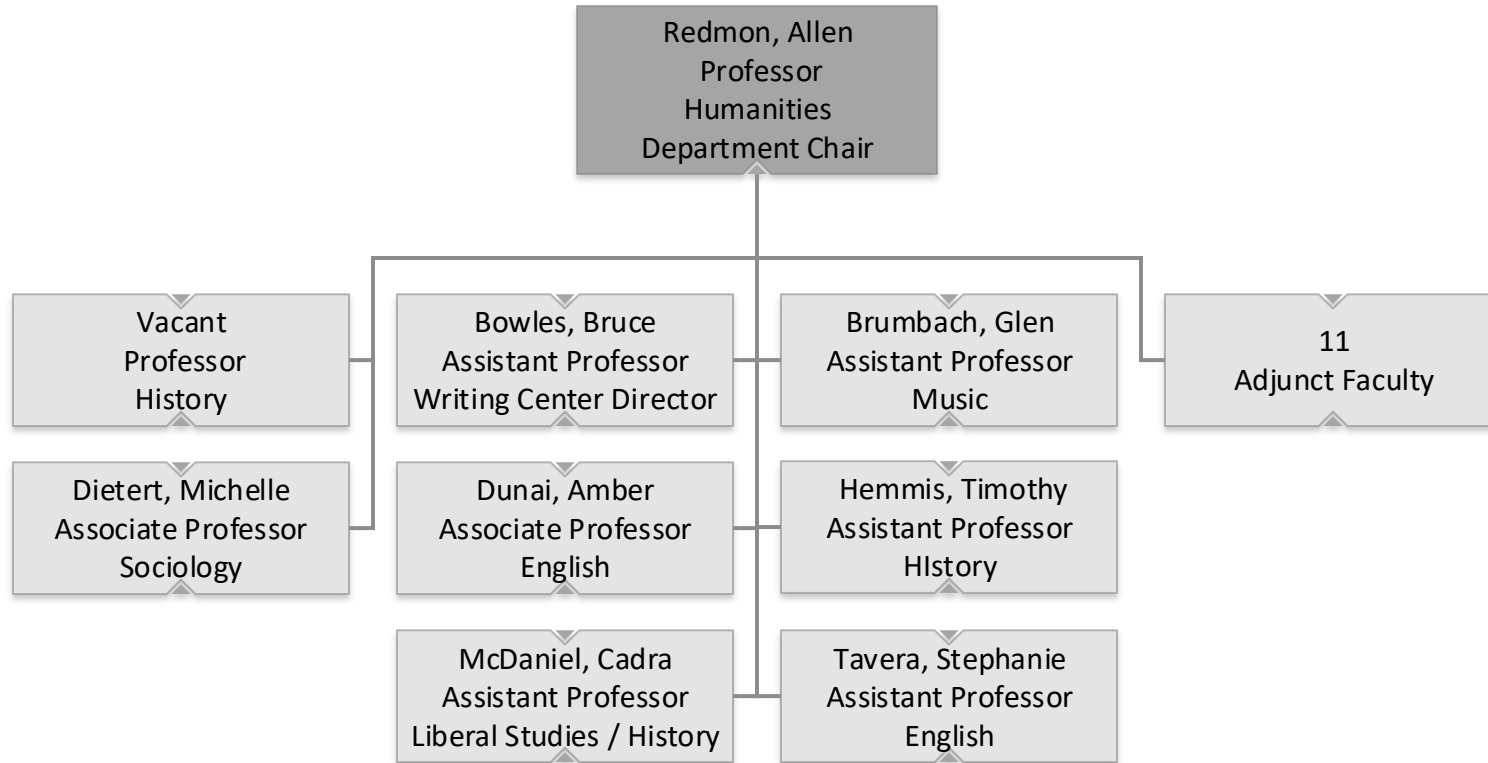 Redmon, Allen
Professor
Humanities
Department Chair
Vacant
Professor
History
Bowles, Bruce
Assistant Professor
Writing Center Director
Brumbach, Glen
Assistant Professor
Music
11
Adjunct Faculty
Dietert, Michelle
Associate Professor
Sociology
Dunai, Amber
Associate Professor
English
Hemmis, Timothy
Assistant Professor
HIstory
McDaniel, Cadra
Assistant Professor
Liberal Studies / History
Tavera, Stephanie
Assistant Professor
English